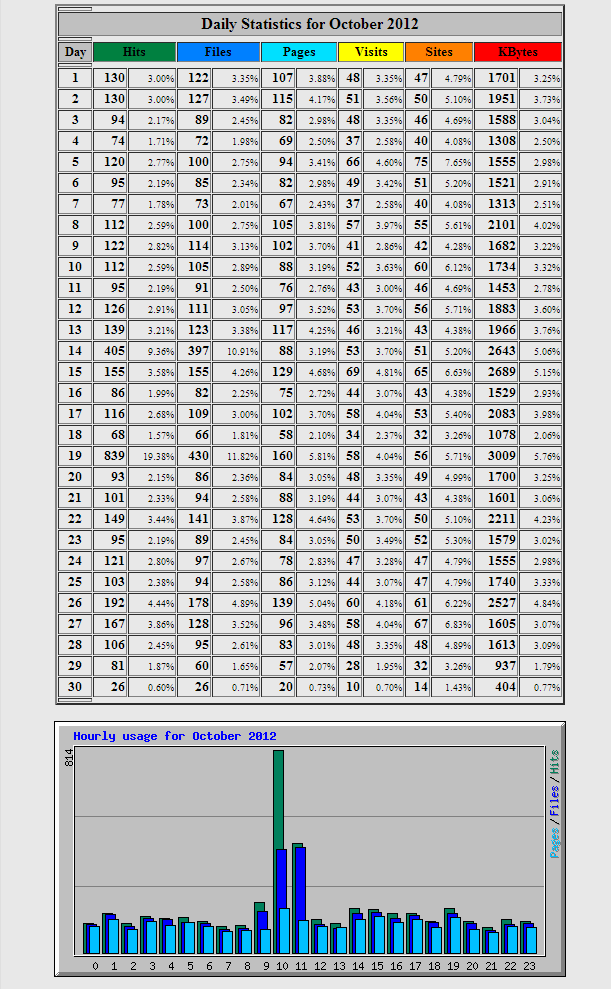 Daily Statistics for October 2012
Day Hits Files Pages Visits Sites KBytes
1 130 3.00% 122 3.35% 107 3.88% 48 3.35% 47 4.79% 1701 3.25%
2 130 3.00% 127 3.49% 115 4.17% 51 3.56% 50 5.10% 1951 3.73%
3 94 2.17% 89 2.45% 82 2.98% 48 3.35% 46 4.69% 1588 3.04%
4 74 1.71% 72 1.98% 69 2.50% 37 2.58% 40 4.08% 1308 2.50%
5 120 2.77% 100 2.75% 94 3.41% 66 4.60% 75 7.65% 1555 2.98%
6 95 2.19% 85 2.34% 82 2.98% 49 3.42% 51 5.20% 1521 2.91%
7 77 1.78% 73 2.01% 67 2.43% 37 2.58% 40 4.08% 1313 2.51%
8 112 2.59% 100 2.75% 105 3.81% 57 3.97% 55 5.61% 2101 4.02%
9 122 2.82% 114 3.13% 102 3.70% 41 2.86% 42 4.28% 1682 3.22%
10 112 2.59% 105 2.89% 88 3.19% 52 3.63% 60 6.12% 1734 3.32%
11 95 2.19% 91 2.50% 76 2.76% 43 3.00% 46 4.69% 1453 2.78%
12 126 2.91% 111 3.05% 97 3.52% 53 3.70% 56 5.71% 1883 3.60%
13 139 3.21% 123 3.38% 117 4.25% 46 3.21% 43 4.38% 1966 3.76%
14 405 9.36% 397 10.91% 88 3.19% 53 3.70% 51 5.20% 2643 5.06%
15 155 3.58% 155 4.26% 129 4.68% 69 4.81% 65 6.63% 2689 5.15%
16 86 1.99% 82 2.25% 75 2.72% 44 3.07% 43 4.38% 1529 2.93%
17 116 2.68% 109 3.00% 102 3.70% 58 4.04% 53 5.40% 2083 3.98%
18 68 1.57% 66 1.81% 58 2.10% 34 2.37% 32 3.26% 1078 2.06%
19 839 19.38% 430 11.82% 160 5.81% 58 4.04% 56 5.71% 3009 5.76%
20 93 2.15% 86 2.36% 84 3.05% 48 3.35% 49 4.99% 1700 3.25%
21 101 2.33% 94 2.58% 88 3.19% 44 3.07% 43 4.38% 1601 3.06%
22 149 3.44% 141 3.87% 128 4.64% 53 3.70% 50 5.10% 2211 4.23%
23 95 2.19% 89 2.45% 84 3.05% 50 3.49% 52 5.30% 1579 3.02%
24 121 2.80% 97 2.67% 78 2.83% 47 3.28% 47 4.79% 1555 2.98%
25 103 2.38% 94 2.58% 86 3.12% 44 3.07% 47 4.79% 1740 3.33%
26 192 4.44% 178 4.89% 139 5.04% 60 4.18% 61 6.22% 2527 4.84%
27 167 3.86% 128 3.52% 96 3.48% 58 4.04% 67 6.83% 1605 3.07%
28 106 2.45% 95 2.61% 83 3.01% 48 3.35% 48 4.89% 1613 3.09%
29 81 1.87% 60 1.65% 57 2.07% 28 1.95% 32 3.26% 937 1.79%
30 26 0.60% 26 0.71% 20 0.73% 10 0.70% 14 1.43% 404 0.77%
Hourly usage for October 2012
814
Pages / Files / Hits
0 1 2 3 4 5 6 7 8 9 10 11 12 13 14 15 16 17 18 19 20 21 22 23